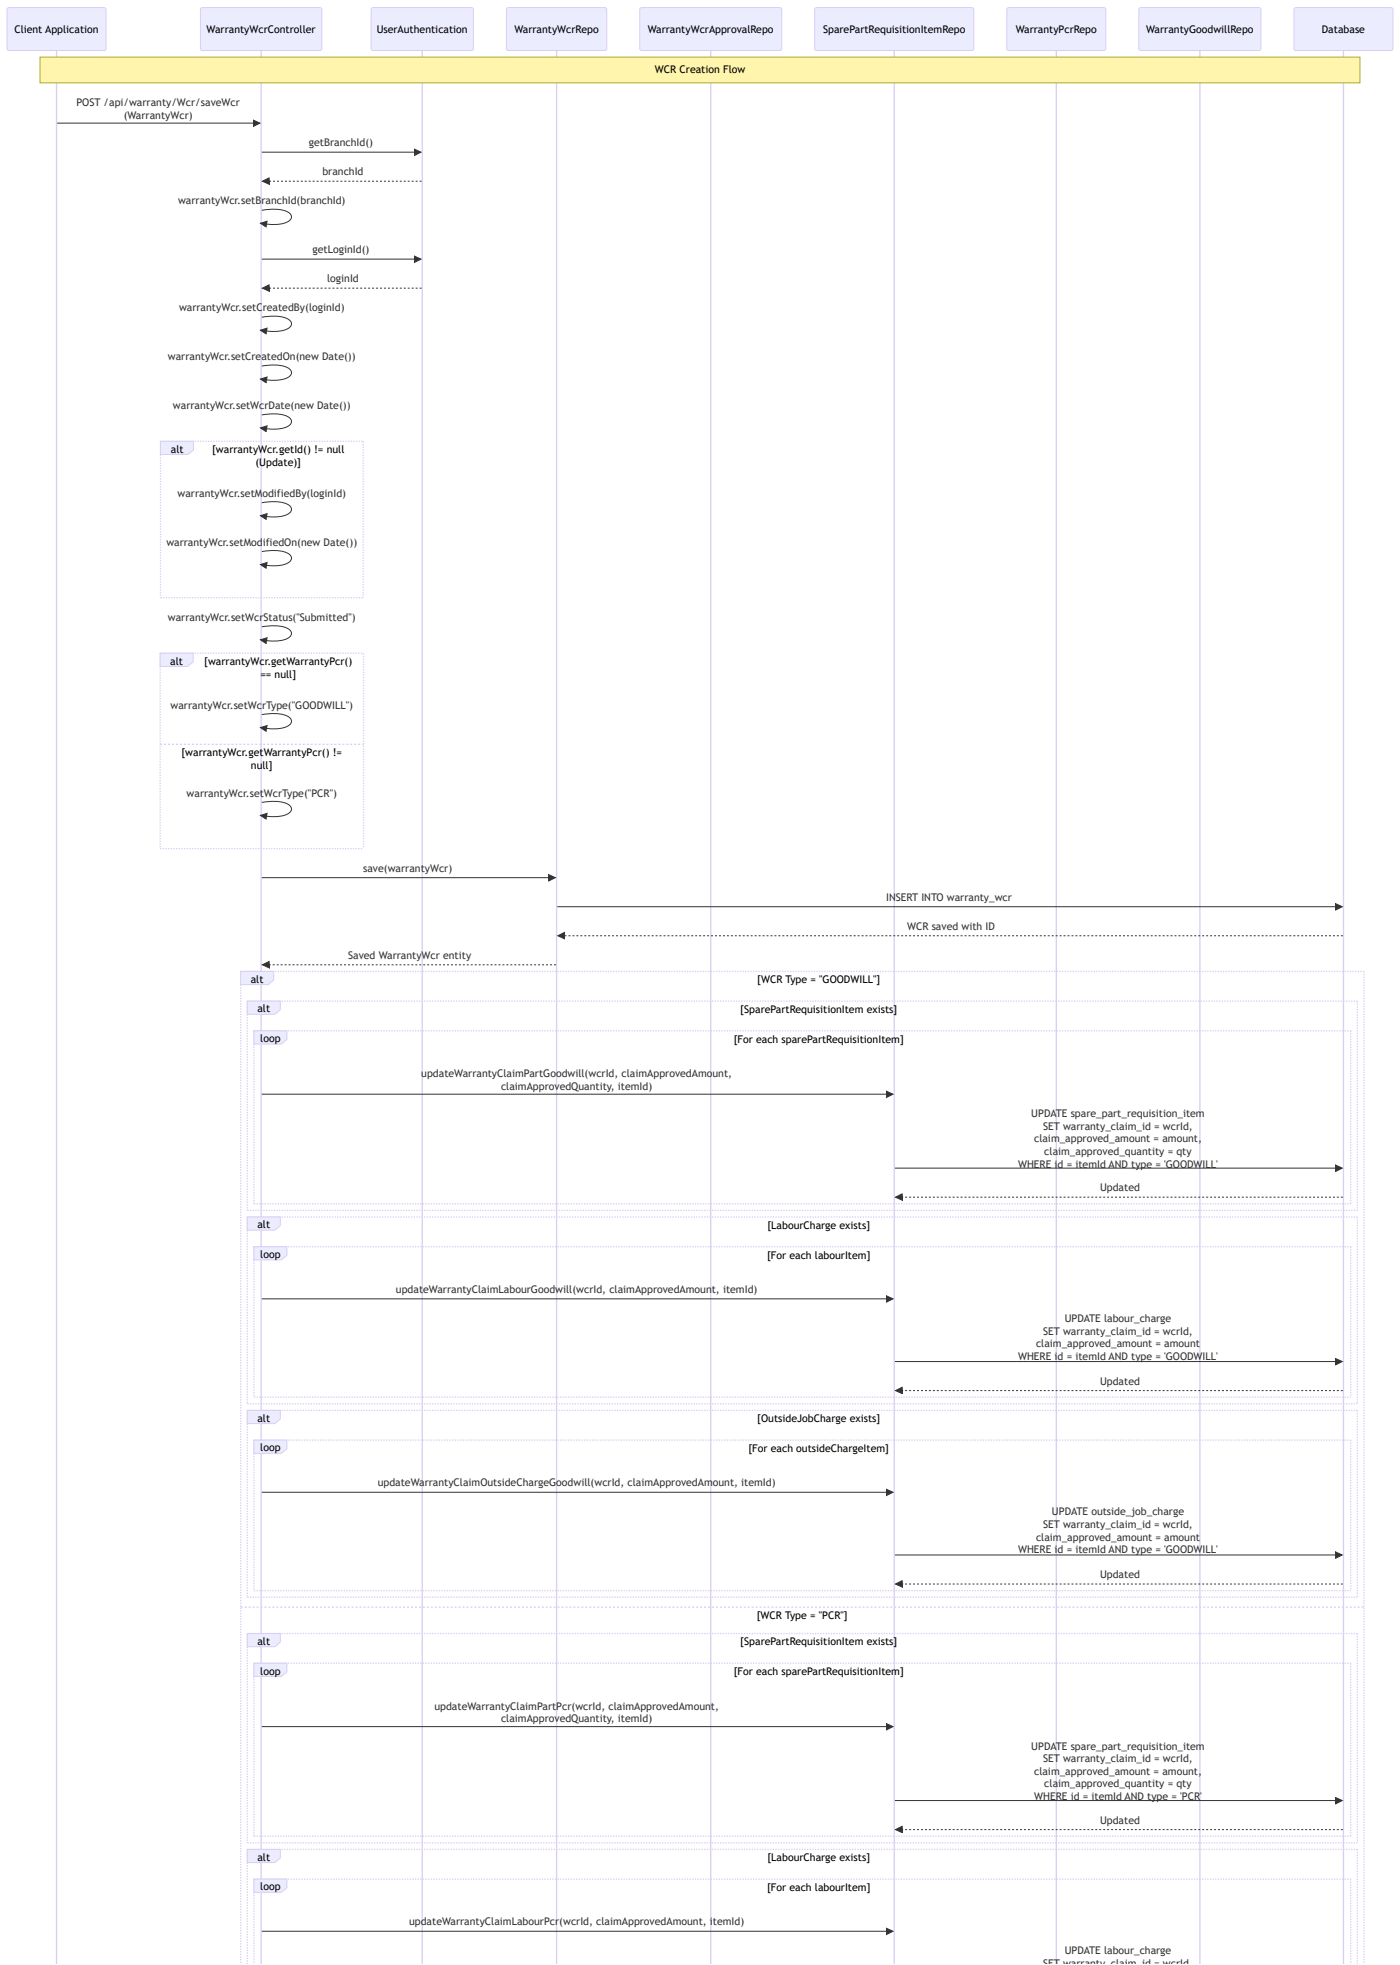 Client Application
WarrantyWcrController
UserAuthentication
WarrantyWcrRepo
WarrantyWcrApprovalRepo
SparePartRequisitionItemRepo
WarrantyPcrRepo
WarrantyGoodwillRepo
Database
WCR Creation Flow
POST /api/warranty/Wcr/saveWcr
(WarrantyWcr)
getBranchId()
branchId
warrantyWcr.setBranchId(branchId)
getLoginId()
loginId
warrantyWcr.setCreatedBy(loginId)
warrantyWcr.setCreatedOn(new Date())
warrantyWcr.setWcrDate(new Date())
alt
[warrantyWcr.getId() != null
(Update)]
warrantyWcr.setModifiedBy(loginId)
warrantyWcr.setModifiedOn(new Date())
warrantyWcr.setWcrStatus("Submitted")
alt
[warrantyWcr.getWarrantyPcr()
== null]
warrantyWcr.setWcrType("GOODWILL")
[warrantyWcr.getWarrantyPcr() !=
null]
warrantyWcr.setWcrType("PCR")
save(warrantyWcr)
INSERT INTO warranty_wcr
WCR saved with ID
Saved WarrantyWcr entity
alt
[WCR Type = "GOODWILL"]
alt
[SparePartRequisitionItem exists]
loop
[For each sparePartRequisitionItem]
updateWarrantyClaimPartGoodwill(wcrId, claimApprovedAmount,
claimApprovedQuantity, itemId)
UPDATE spare_part_requisition_item
SET warranty_claim_id = wcrId,
claim_approved_amount = amount,
claim_approved_quantity = qty
WHERE id = itemId AND type = 'GOODWILL'
Updated
alt
[LabourCharge exists]
loop
[For each labourItem]
updateWarrantyClaimLabourGoodwill(wcrId, claimApprovedAmount, itemId)
UPDATE labour_charge
SET warranty_claim_id = wcrId,
claim_approved_amount = amount
WHERE id = itemId AND type = 'GOODWILL'
Updated
alt
[OutsideJobCharge exists]
loop
[For each outsideChargeItem]
updateWarrantyClaimOutsideChargeGoodwill(wcrId, claimApprovedAmount, itemId)
UPDATE outside_job_charge
SET warranty_claim_id = wcrId,
claim_approved_amount = amount
WHERE id = itemId AND type = 'GOODWILL'
Updated
[WCR Type = "PCR"]
alt
[SparePartRequisitionItem exists]
loop
[For each sparePartRequisitionItem]
updateWarrantyClaimPartPcr(wcrId, claimApprovedAmount,
claimApprovedQuantity, itemId)
UPDATE spare_part_requisition_item
SET warranty_claim_id = wcrId,
claim_approved_amount = amount,
claim_approved_quantity = qty
WHERE id = itemId AND type = 'PCR'
Updated
alt
[LabourCharge exists]
loop
[For each labourItem]
updateWarrantyClaimLabourPcr(wcrId, claimApprovedAmount, itemId)
UPDATE labour_charge
SET warranty_claim_id = wcrId,